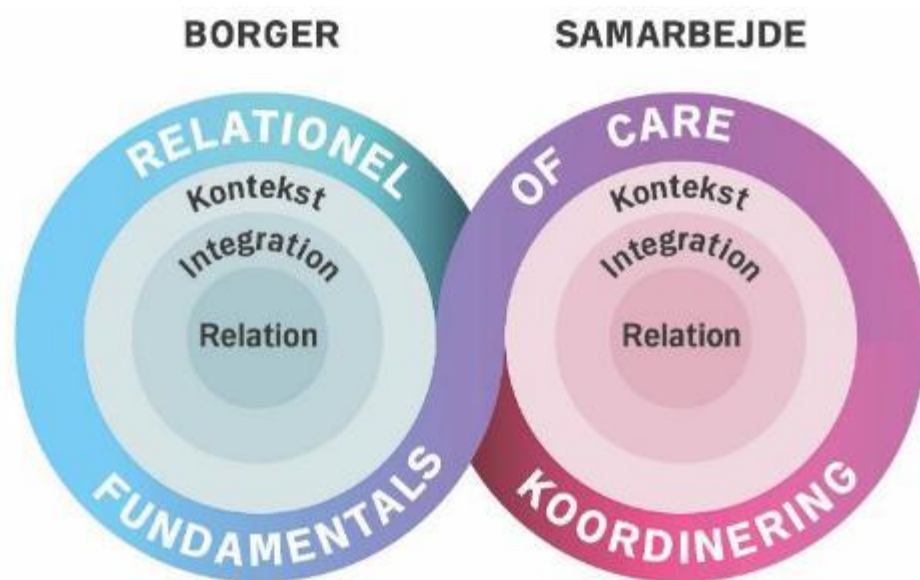 BORGER
SAMARBEJDE
RELATIONEL
OF CARE
Kontekst
Integration
Relation
Kontekst
Integration
Relation
FUNDAMENTALS
KOORDINERING